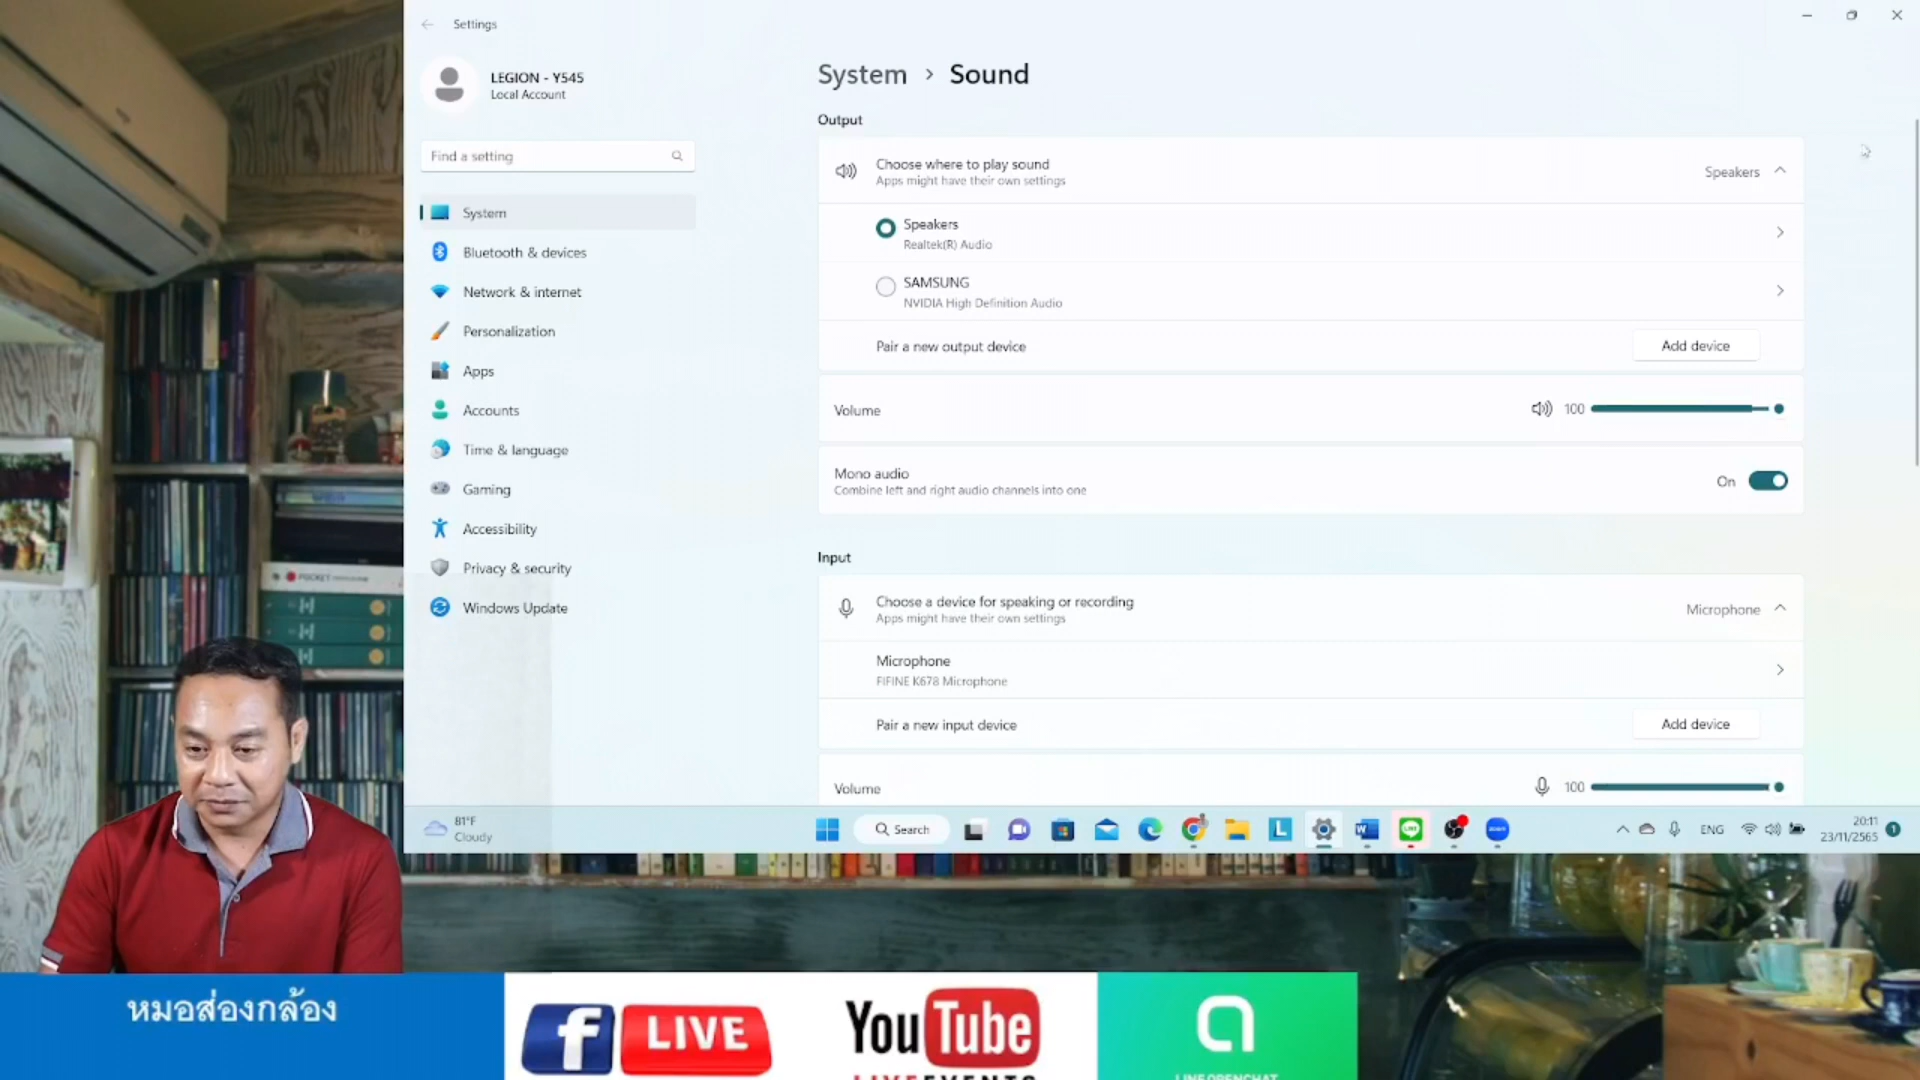 Settings
LEGION - Y545
Local Account
Find a setting
System
Bluetooth & devices
Network & internet
Personalization
Apps
Accounts
Time & language
Gaming
Accessibility
Privacy & security
Windows Update
System > Sound
Output
Choose where to play sound
Apps might have their own settings
Speakers
Speakers
Realtek(R) Audio
SAMSUNG
NVIDIA High Definition Audio
Pair a new output device
Add device
Volume
100
Mono audio
Combine left and right audio channels into one
On
Input
Choose a device for speaking or recording
Apps might have their own settings
Microphone
Microphone
FIFINE K678 Microphone
Pair a new input device
Add device
Volume
100
81°F
Cloudy
Search
ENG
20:11
23/11/2565
1
หมอส่องกล้อง
f LIVE
YouTube
LIVE EVENTS
LINE OPENCHAT